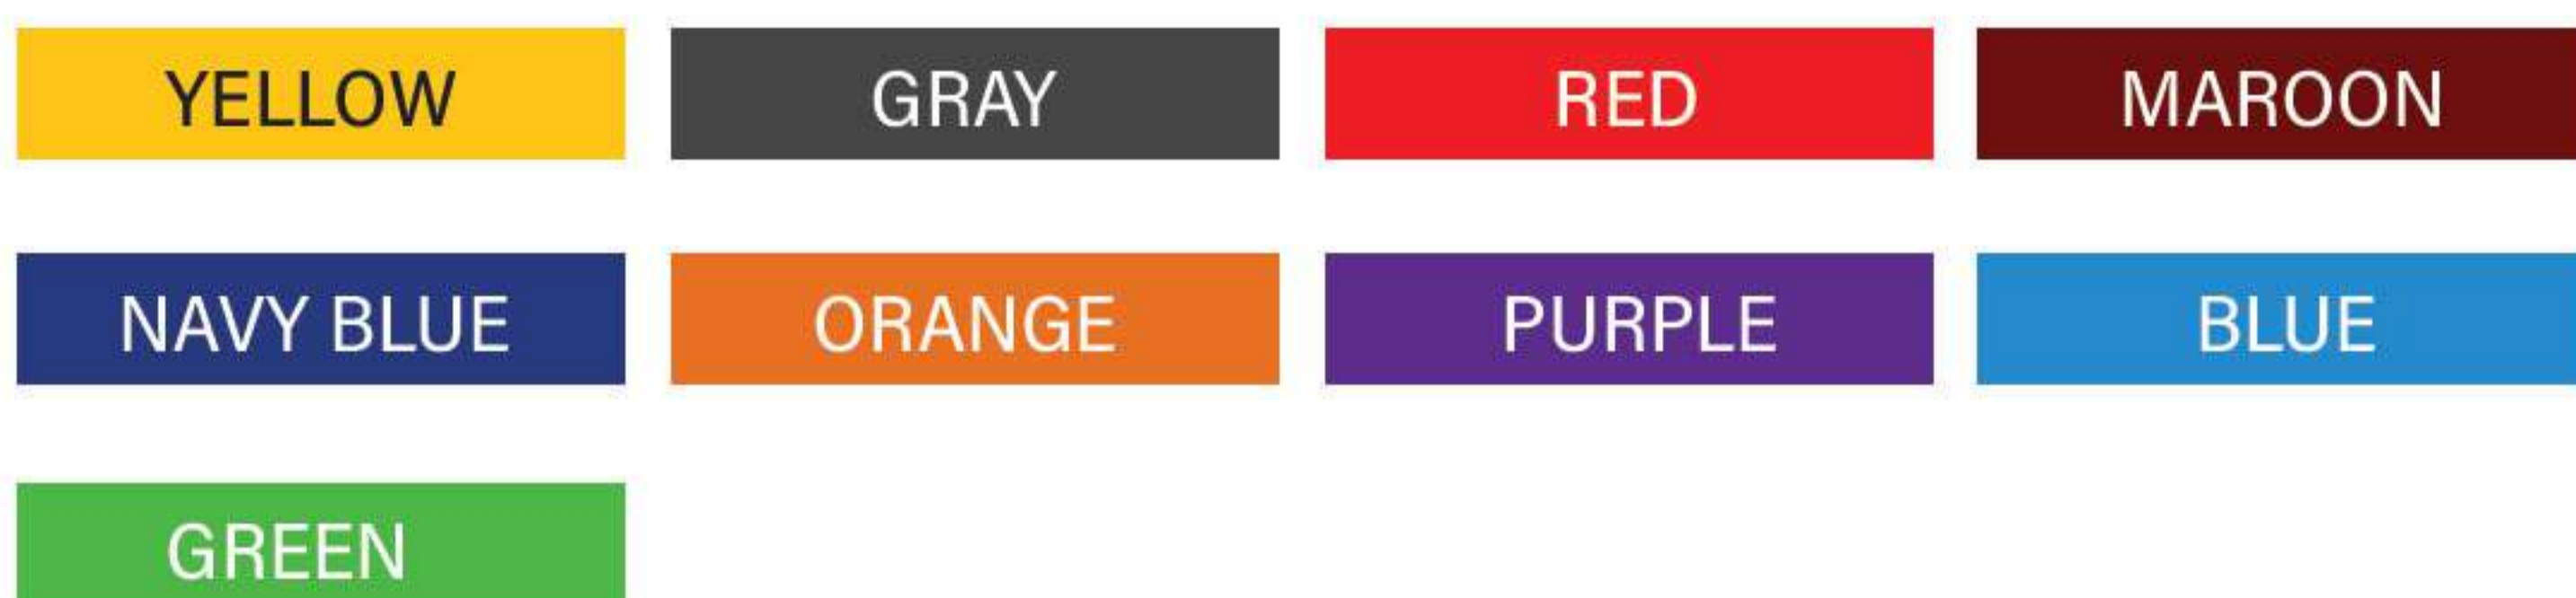 YELLOW GRAY RED MAROON
NAVY BLUE ORANGE PURPLE BLUE
GREEN